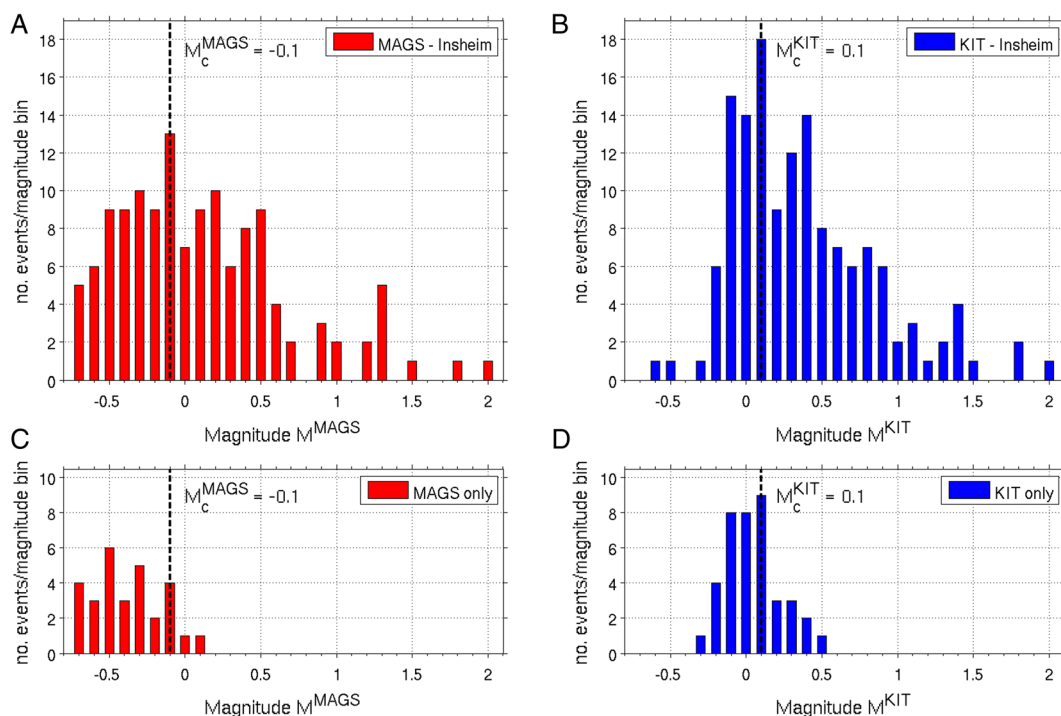 A
M_c^MAGS = -0.1
MAGS - Insheim
no. events/magnitude bin
18
16
14
12
10
8
6
4
2
0
-0.5 0 0.5 1 1.5 2
Magnitude M^MAGS
B
M_c^KIT = 0.1
KIT - Insheim
no. events/magnitude bin
18
16
14
12
10
8
6
4
2
0
-0.5 0 0.5 1 1.5 2
Magnitude M^KIT
C
M_c^MAGS = -0.1
MAGS only
no. events/magnitude bin
10
8
6
4
2
0
-0.5 0 0.5 1 1.5 2
Magnitude M^MAGS
D
M_c^KIT = 0.1
KIT only
no. events/magnitude bin
10
8
6
4
2
0
-0.5 0 0.5 1 1.5 2
Magnitude M^KIT